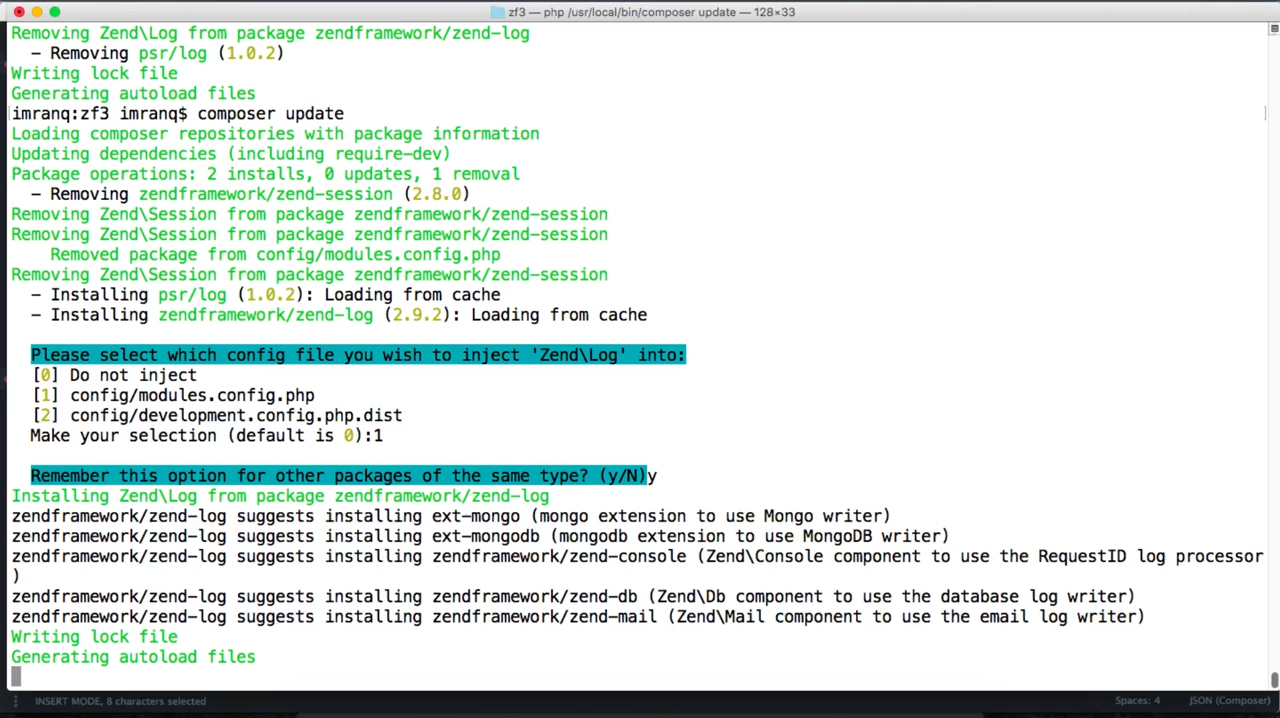 zf3 — php /usr/local/bin/composer update — 128×33
Removing Zend\Log from package zendframework/zend-log
– Removing psr/log (1.0.2)
Writing lock file
Generating autoload files
imranq:zf3 imranq$ composer update
Loading composer repositories with package information
Updating dependencies (including require-dev)
Package operations: 2 installs, 0 updates, 1 removal
– Removing zendframework/zend-session (2.8.0)
Removing Zend\Session from package zendframework/zend-session
Removing Zend\Session from package zendframework/zend-session
Removed package from config/modules.config.php
Removing Zend\Session from package zendframework/zend-session
– Installing psr/log (1.0.2): Loading from cache
– Installing zendframework/zend-log (2.9.2): Loading from cache
Please select which config file you wish to inject 'Zend\Log' into:
[0] Do not inject
[1] config/modules.config.php
[2] config/development.config.php.dist
Make your selection (default is 0):1
Remember this option for other packages of the same type? (y/N)y
Installing Zend\Log from package zendframework/zend-log
zendframework/zend-log suggests installing ext-mongo (mongo extension to use Mongo writer)
zendframework/zend-log suggests installing ext-mongodb (mongodb extension to use MongoDB writer)
zendframework/zend-log suggests installing zendframework/zend-console (Zend\Console component to use the RequestID log processor
)
zendframework/zend-log suggests installing zendframework/zend-db (Zend\Db component to use the database log writer)
zendframework/zend-log suggests installing zendframework/zend-mail (Zend\Mail component to use the email log writer)
Writing lock file
Generating autoload files
INSERT MODE, 8 characters selected Spaces: 4 JSON (Composer)